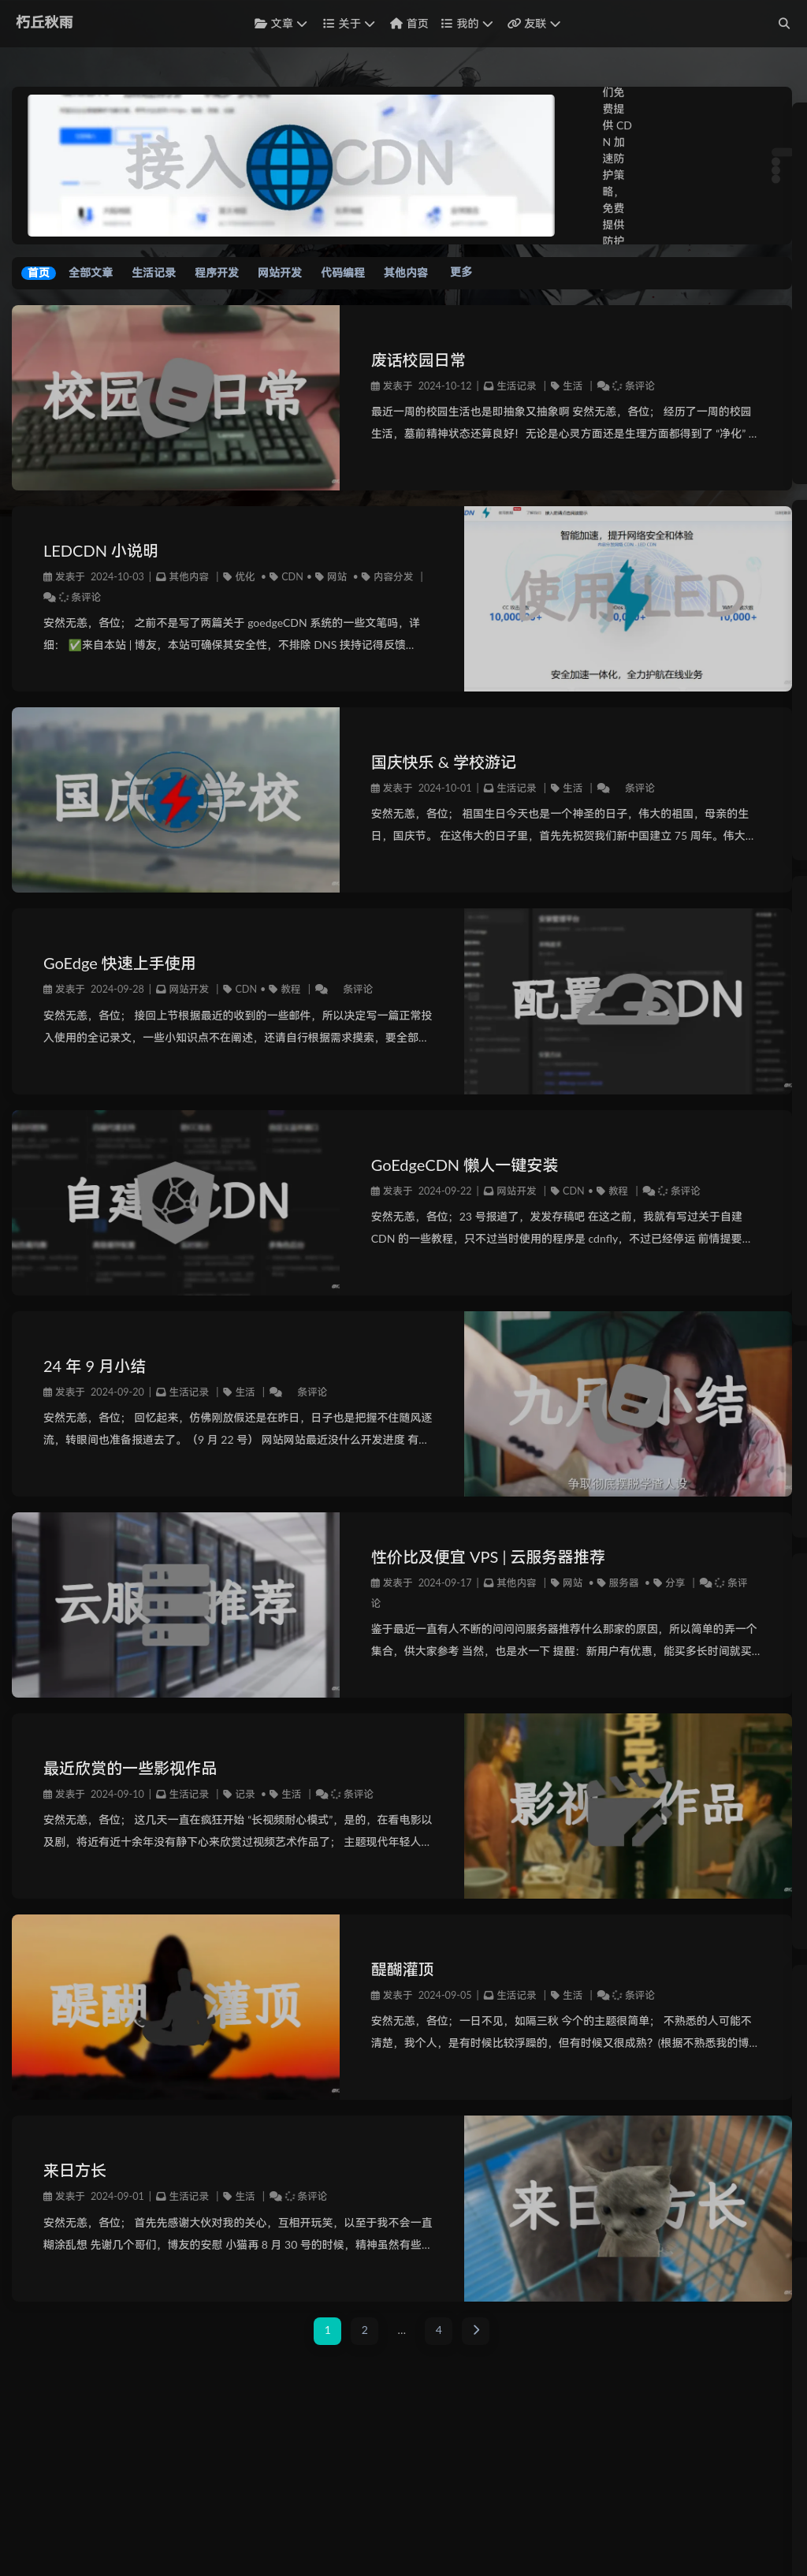 朽丘秋雨
文章
关于
首页
我的
友联
接入 CDN
们免
费提
供 CD
N 加
速防
护策
略，
免费
提供
防护
首页 全部文章 生活记录 程序开发 网站开发 代码编程 其他内容 更多
校园日常
废话校园日常
发表于 2024-10-12 | 生活记录 | 生活 | 条评论
最近一周的校园生活也是即抽象又抽象啊 安然无恙，各位； 经历了一周的校园
生活，墓前精神状态还算良好！无论是心灵方面还是生理方面都得到了 “净化” ...
LEDCDN 小说明
发表于 2024-10-03 | 其他内容 | 优化 • CDN • 网站 • 内容分发 |
条评论
安然无恙，各位； 之前不是写了两篇关于 goedgeCDN 系统的一些文笔吗，详
细： ✅来自本站 | 博友，本站可确保其安全性，不排除 DNS 挟持记得反馈...
智能加速，提升网络安全和体验
使用 LED
10,000+
安全加速一体化，全力护航在线业务
国庆 学校
国庆快乐 & 学校游记
发表于 2024-10-01 | 生活记录 | 生活 | 条评论
安然无恙，各位； 祖国生日今天也是一个神圣的日子，伟大的祖国，母亲的生
日，国庆节。 在这伟大的日子里，首先先祝贺我们新中国建立 75 周年。伟大...
GoEdge 快速上手使用
发表于 2024-09-28 | 网站开发 | CDN • 教程 | 条评论
安然无恙，各位； 接回上节根据最近的收到的一些邮件，所以决定写一篇正常投
入使用的全记录文，一些小知识点不在阐述，还请自行根据需求摸索，要全部...
配置 CDN
自建 CDN
GoEdgeCDN 懒人一键安装
发表于 2024-09-22 | 网站开发 | CDN • 教程 | 条评论
安然无恙，各位；23 号报道了，发发存稿吧 在这之前，我就有写过关于自建
CDN 的一些教程，只不过当时使用的程序是 cdnfly，不过已经停运 前情提要...
24 年 9 月小结
发表于 2024-09-20 | 生活记录 | 生活 | 条评论
安然无恙，各位； 回忆起来，仿佛刚放假还是在昨日，日子也是把握不住随风逐
流，转眼间也准备报道去了。（9 月 22 号） 网站网站最近没什么开发进度 有...
九月小结
争取彻底摆脱学渣人设
云服 推荐
性价比及便宜 VPS | 云服务器推荐
发表于 2024-09-17 | 其他内容 | 网站 • 服务器 • 分享 | 条评
论
鉴于最近一直有人不断的问问问服务器推荐什么那家的原因，所以简单的弄一个
集合，供大家参考 当然，也是水一下 提醒：新用户有优惠，能买多长时间就买...
最近欣赏的一些影视作品
发表于 2024-09-10 | 生活记录 | 记录 • 生活 | 条评论
安然无恙，各位； 这几天一直在疯狂开始 “长视频耐心模式”，是的，在看电影以
及剧，将近有近十余年没有静下心来欣赏过视频艺术作品了； 主题现代年轻人...
影视作品
醍醐灌顶
醍醐灌顶
发表于 2024-09-05 | 生活记录 | 生活 | 条评论
安然无恙，各位；一日不见，如隔三秋 今个的主题很简单； 不熟悉的人可能不
清楚，我个人，是有时候比较浮躁的，但有时候又很成熟？(根据不熟悉我的博...
来日方长
发表于 2024-09-01 | 生活记录 | 生活 | 条评论
安然无恙，各位； 首先先感谢大伙对我的关心，互相开玩笑，以至于我不会一直
糊涂乱想 先谢几个哥们，博友的安慰 小猫再 8 月 30 号的时候，精神虽然有些...
来日方长
1 2 ... 4